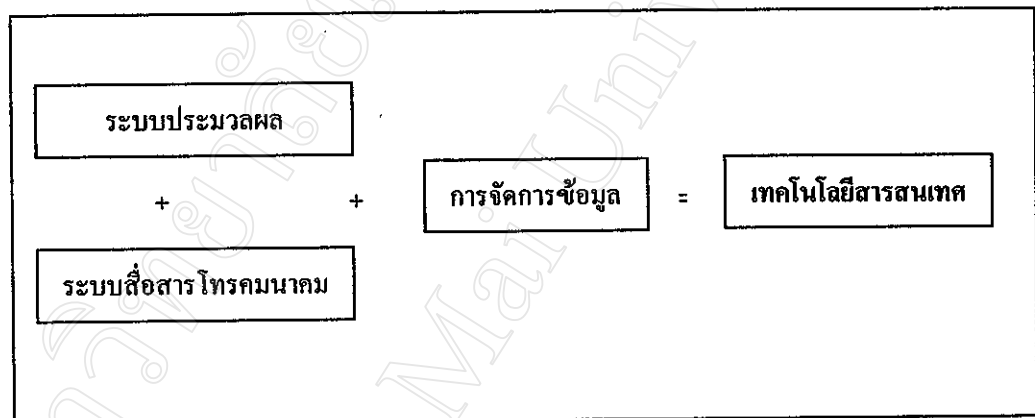 ระบบประมวลผล
+ + การจัดการข้อมูล = เทคโนโลยีสารสนเทศ
ระบบสื่อสารโทรคมนาคม
Mai Uni